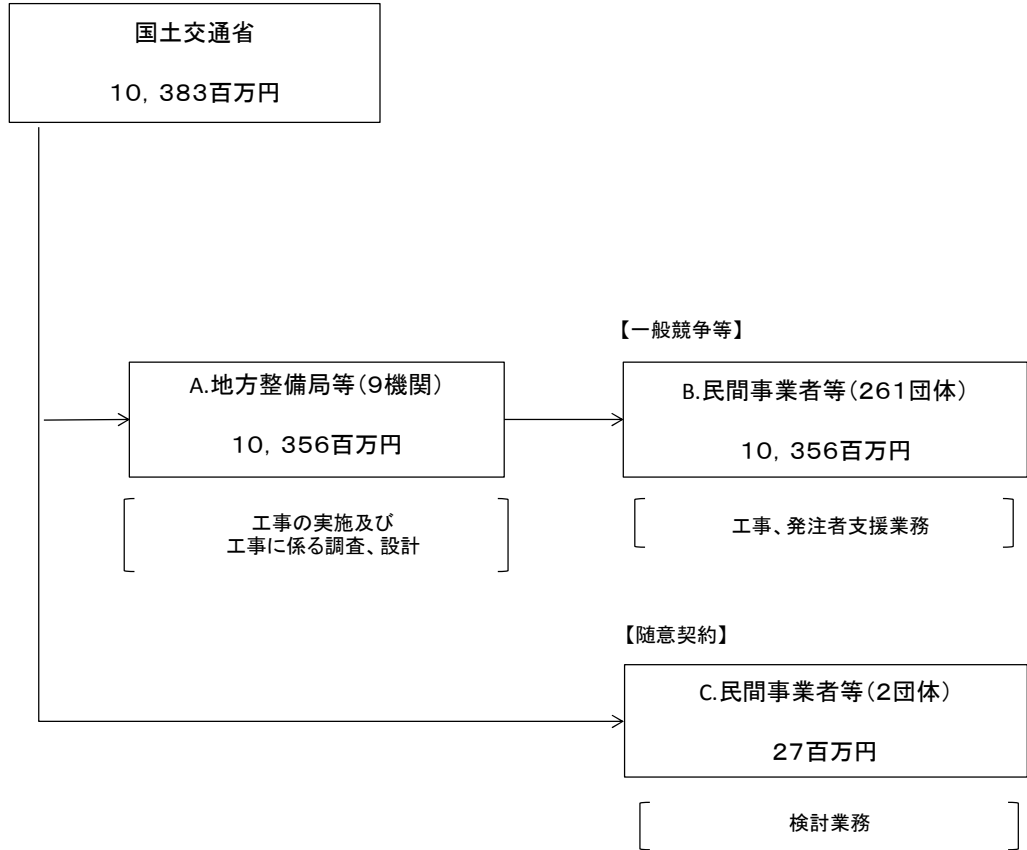 国土交通省
１０，３８３百万円
【一般競争等】
A.地方整備局等（９機関）
１０，３５６百万円
B.民間事業者等（２６１団体）
１０，３５６百万円
工事の実施及び
工事に係る調査、設計
工事、発注者支援業務
【随意契約】
C.民間事業者等（２団体）
２７百万円
検討業務